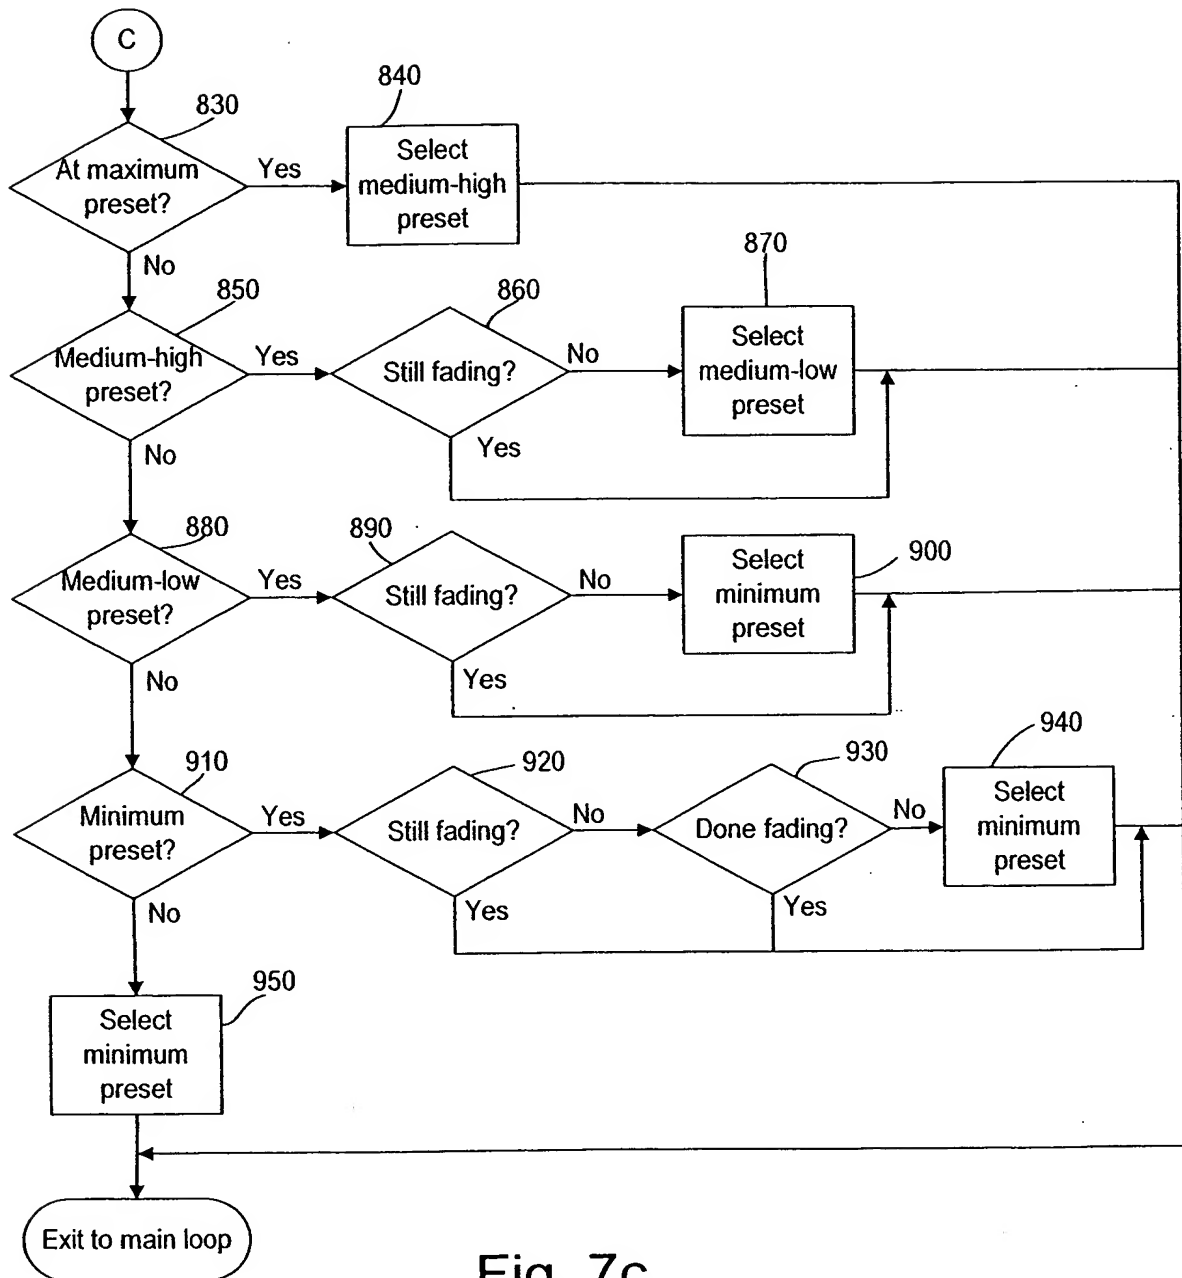 C
830
At maximum
preset?
Yes
No
840
Select
medium-high
preset
850
Medium-high
preset?
Yes
No
860
Still fading?
No
Yes
870
Select
medium-low
preset
880
Medium-low
preset?
Yes
No
890
Still fading?
No
Yes
900
Select
minimum
preset
910
Minimum
preset?
Yes
No
920
Still fading?
No
Yes
930
Done fading?
No
Yes
940
Select
minimum
preset
950
Select
minimum
preset
Exit to main loop
Fig. 7c